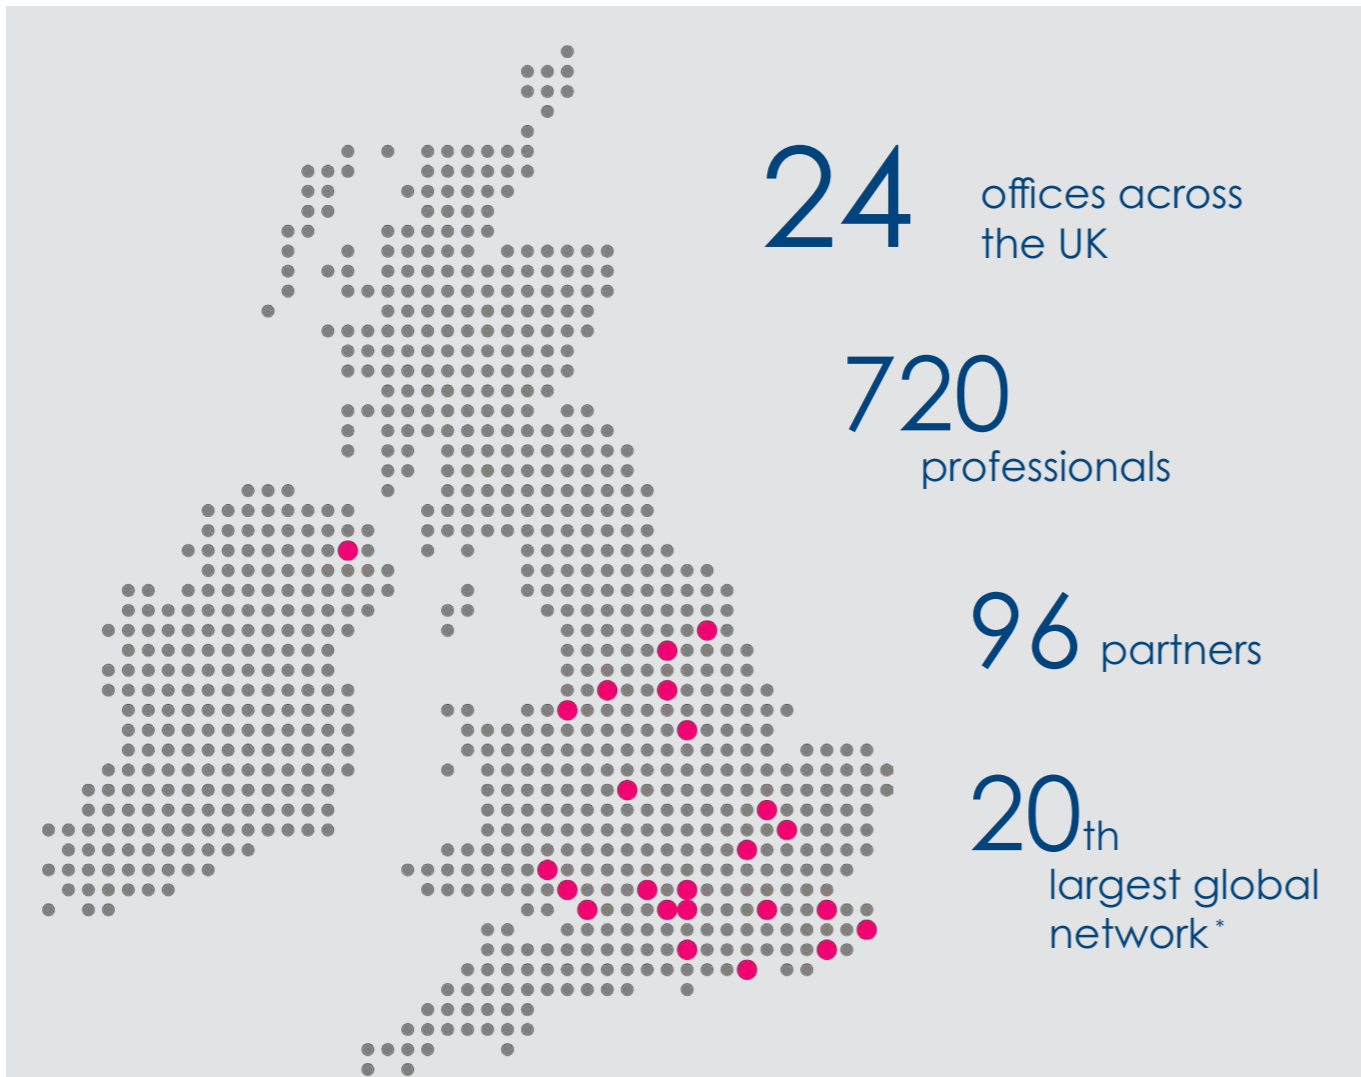 24 offices across
the UK
720
professionals
96 partners
20th
largest global
network*